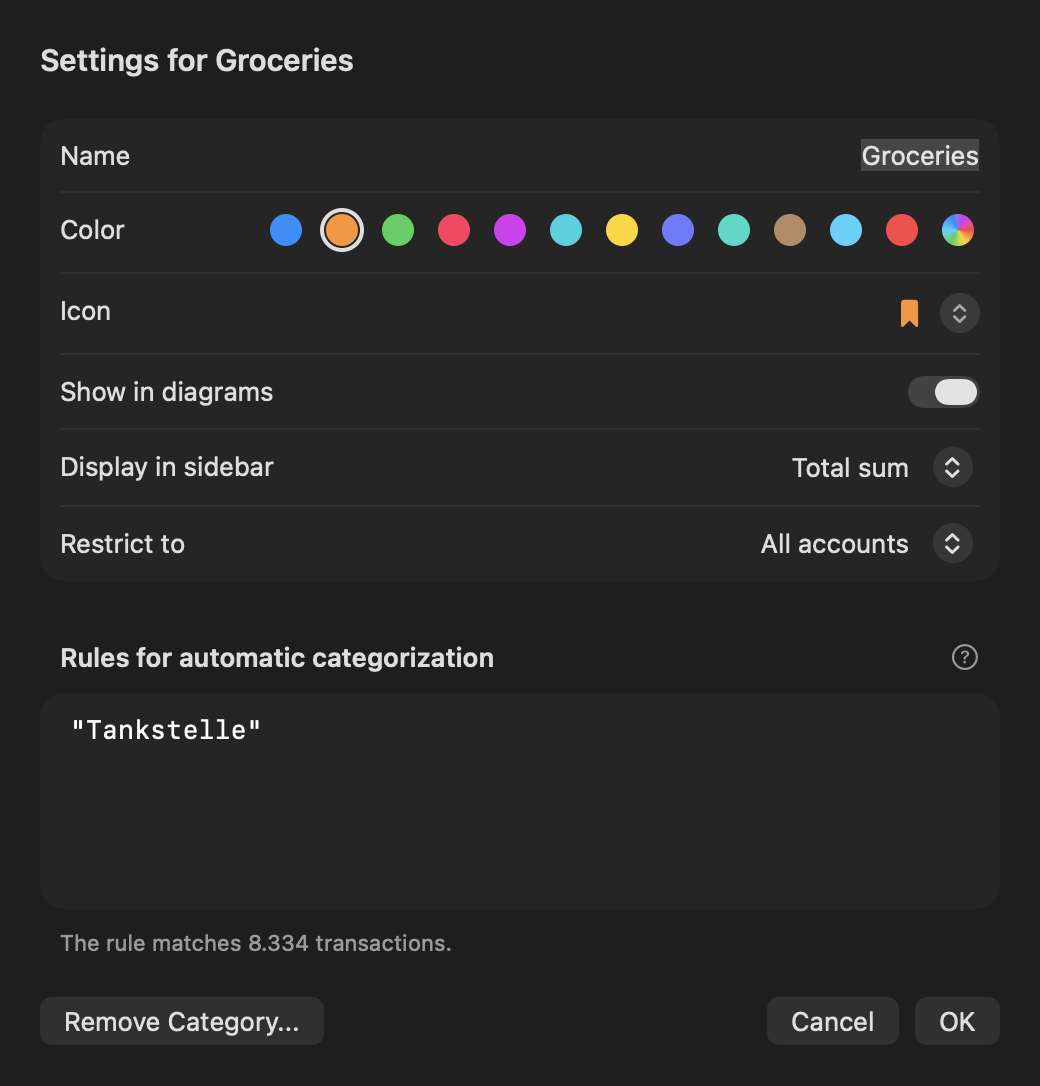 Settings for Groceries
Name Groceries
Color
Icon
Show in diagrams
Display in sidebar Total sum
Restrict to All accounts
Rules for automatic categorization ?
"Tankstelle"
The rule matches 8.334 transactions.
Remove Category... Cancel OK